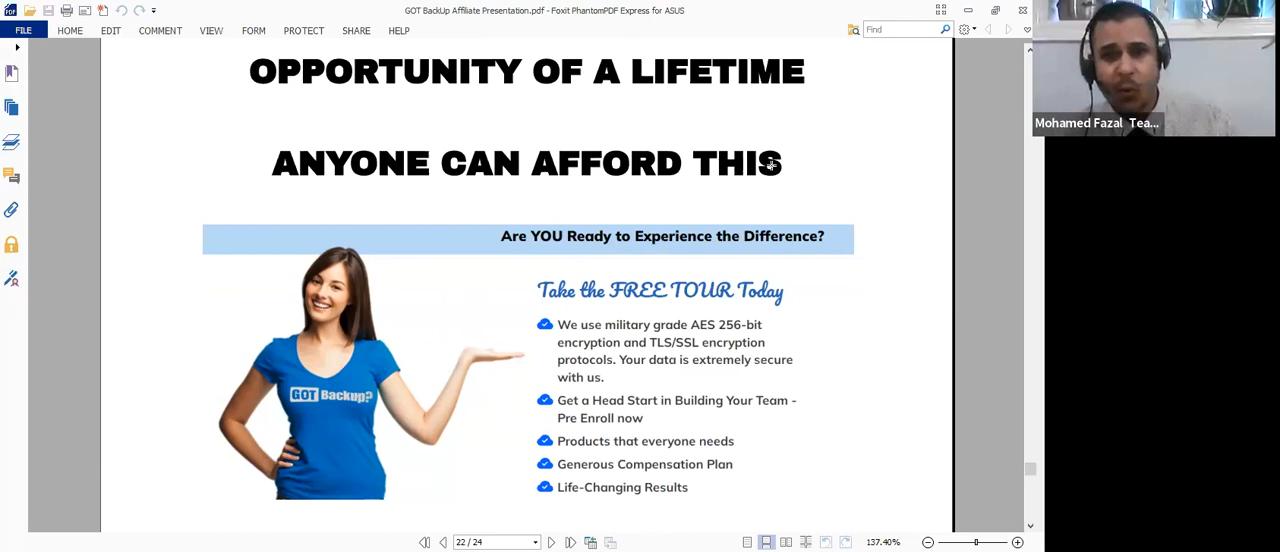 GOT BackUp Affiliate Presentation.pdf - Foxit PhantomPDF Express for ASUS
FILE HOME EDIT COMMENT VIEW FORM PROTECT SHARE HELP
Find
OPPORTUNITY OF A LIFETIME
ANYONE CAN AFFORD THIS
Are YOU Ready to Experience the Difference?
Take the FREE TOUR Today
We use military grade AES 256-bit
encryption and TLS/SSL encryption
protocols. Your data is extremely secure
with us.
Get a Head Start in Building Your Team -
Pre Enroll now
Products that everyone needs
Generous Compensation Plan
Life-Changing Results
GOT Backup?
Mohamed Fazal Tea...
22 / 24
137.40%